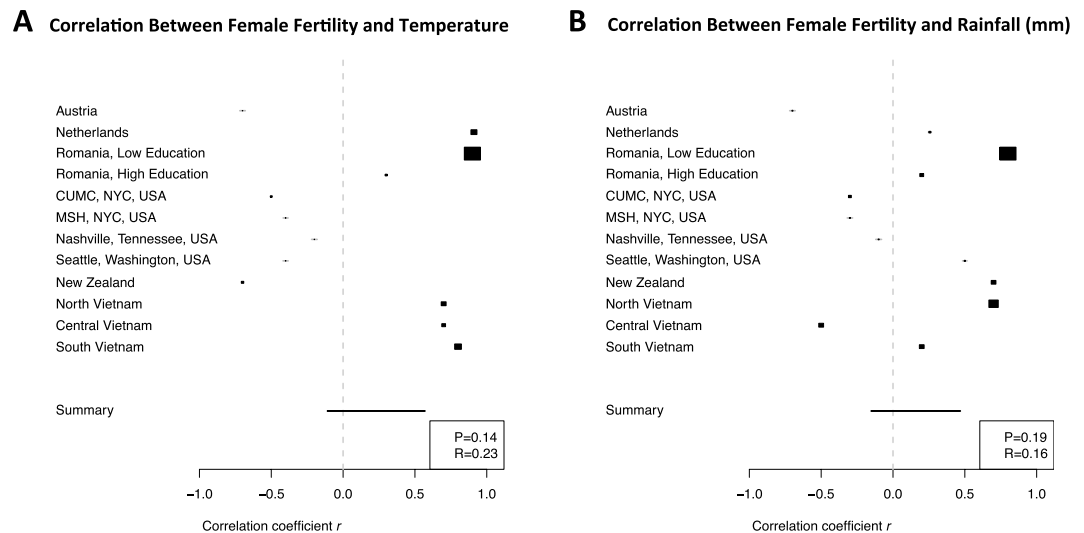 A Correlation Between Female Fertility and Temperature
Austria
Netherlands
Romania, Low Education
Romania, High Education
CUMC, NYC, USA
MSH, NYC, USA
Nashville, Tennessee, USA
Seattle, Washington, USA
New Zealand
North Vietnam
Central Vietnam
South Vietnam
Summary
P=0.14
R=0.23
−1.0 −0.5 0.0 0.5 1.0
Correlation coefficient r
B Correlation Between Female Fertility and Rainfall (mm)
Austria
Netherlands
Romania, Low Education
Romania, High Education
CUMC, NYC, USA
MSH, NYC, USA
Nashville, Tennessee, USA
Seattle, Washington, USA
New Zealand
North Vietnam
Central Vietnam
South Vietnam
Summary
P=0.19
R=0.16
−1.0 −0.5 0.0 0.5 1.0
Correlation coefficient r